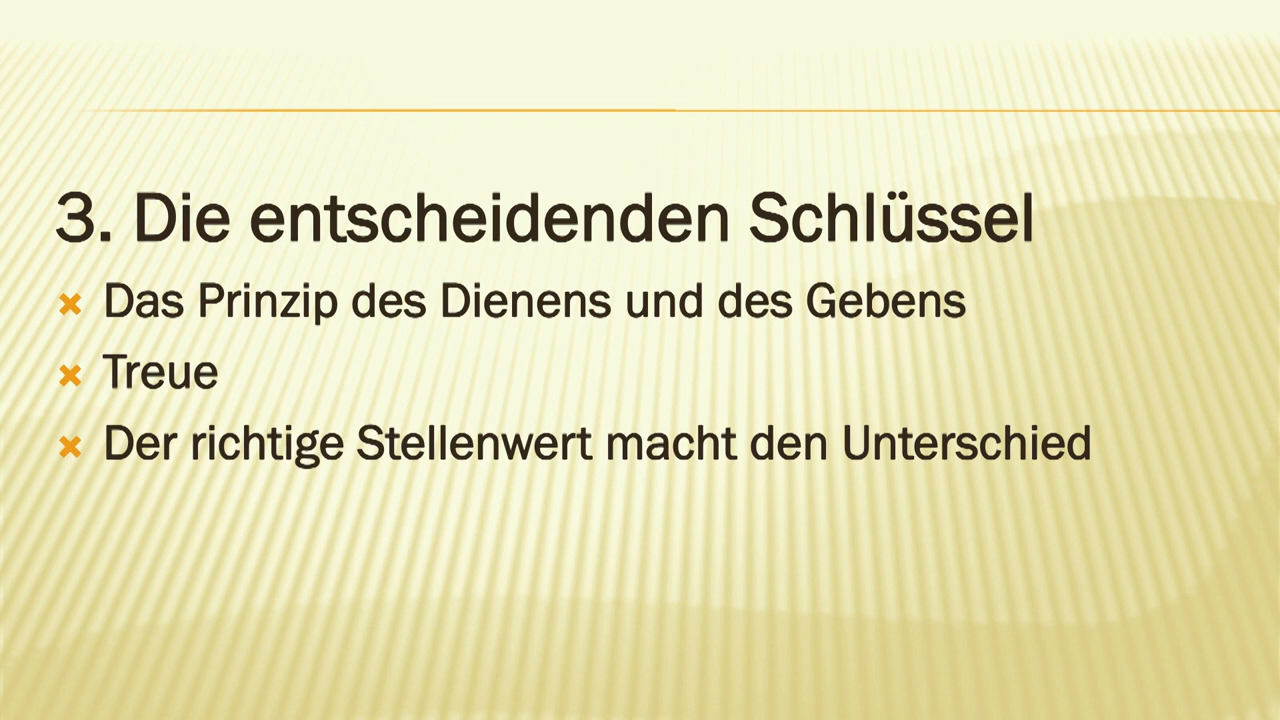 3. Die entscheidenden Schlüssel
Das Prinzip des Dienens und des Gebens
Treue
Der richtige Stellenwert macht den Unterschied